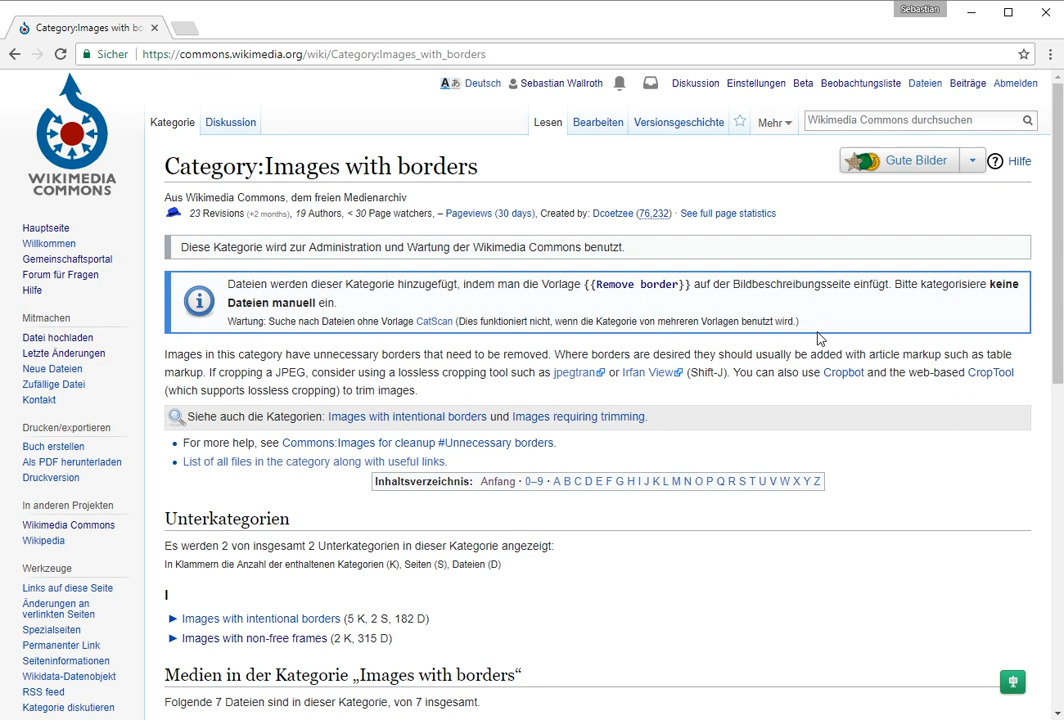 Sebastian
Category:Images with bo
Sicher | https://commons.wikimedia.org/wiki/Category:Images_with_borders
Deutsch Sebastian Wallroth Diskussion Einstellungen Beta Beobachtungsliste Dateien Beiträge Abmelden
Kategorie Diskussion Lesen Bearbeiten Versionsgeschichte Mehr Wikimedia Commons durchsuchen
WIKIMEDIA
COMMONS
Category:Images with borders
Gute Bilder Hilfe
Aus Wikimedia Commons, dem freien Medienarchiv
23 Revisions (+2 months), 19 Authors, < 30 Page watchers, – Pageviews (30 days), Created by: Dcoetzee (76,232) · See full page statistics
Diese Kategorie wird zur Administration und Wartung der Wikimedia Commons benutzt.
Dateien werden dieser Kategorie hinzugefügt, indem man die Vorlage {{Remove border}} auf der Bildbeschreibungsseite einfügt. Bitte kategorisiere keine
Dateien manuell ein.
Wartung: Suche nach Dateien ohne Vorlage CatScan (Dies funktioniert nicht, wenn die Kategorie von mehreren Vorlagen benutzt wird.)
Images in this category have unnecessary borders that need to be removed. Where borders are desired they should usually be added with article markup such as table
markup. If cropping a JPEG, consider using a lossless cropping tool such as jpegtran or Irfan View (Shift-J). You can also use Cropbot and the web-based CropTool
(which supports lossless cropping) to trim images.
Siehe auch die Kategorien: Images with intentional borders und Images requiring trimming.
• For more help, see Commons:Images for cleanup #Unnecessary borders.
• List of all files in the category along with useful links.
Inhaltsverzeichnis: Anfang · 0–9 · A B C D E F G H I J K L M N O P Q R S T U V W X Y Z
Unterkategorien
Es werden 2 von insgesamt 2 Unterkategorien in dieser Kategorie angezeigt:
In Klammern die Anzahl der enthaltenen Kategorien (K), Seiten (S), Dateien (D)
I
► Images with intentional borders (5 K, 2 S, 182 D)
► Images with non-free frames (2 K, 315 D)
Medien in der Kategorie „Images with borders“
Folgende 7 Dateien sind in dieser Kategorie, von 7 insgesamt.
Hauptseite
Willkommen
Gemeinschaftsportal
Forum für Fragen
Hilfe
Mitmachen
Datei hochladen
Letzte Änderungen
Neue Dateien
Zufällige Datei
Kontakt
Drucken/exportieren
Buch erstellen
Als PDF herunterladen
Druckversion
In anderen Projekten
Wikimedia Commons
Wikipedia
Werkzeuge
Links auf diese Seite
Änderungen an
verlinkten Seiten
Spezialseiten
Permanenter Link
Seiteninformationen
Wikidata-Datenobjekt
RSS feed
Kategorie diskutieren